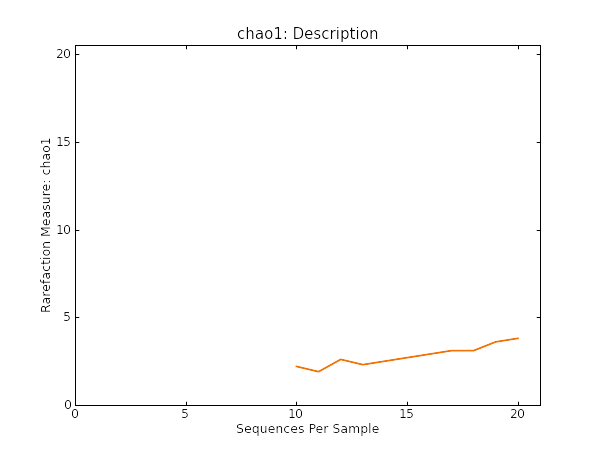 chao1: Description
20
15
10
5
0
Rarefaction Measure: chao1
0 5 10 15 20
Sequences Per Sample